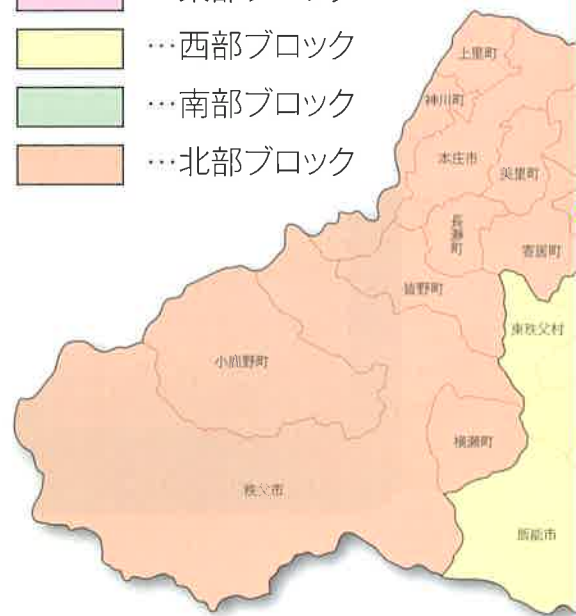 …西部ブロック
…南部ブロック
…北部ブロック
上里町
神川町
本庄市
美里町
長瀞町
寄居町
皆野町
東秩父村
小鹿野町
横瀬町
秩父市
飯能市